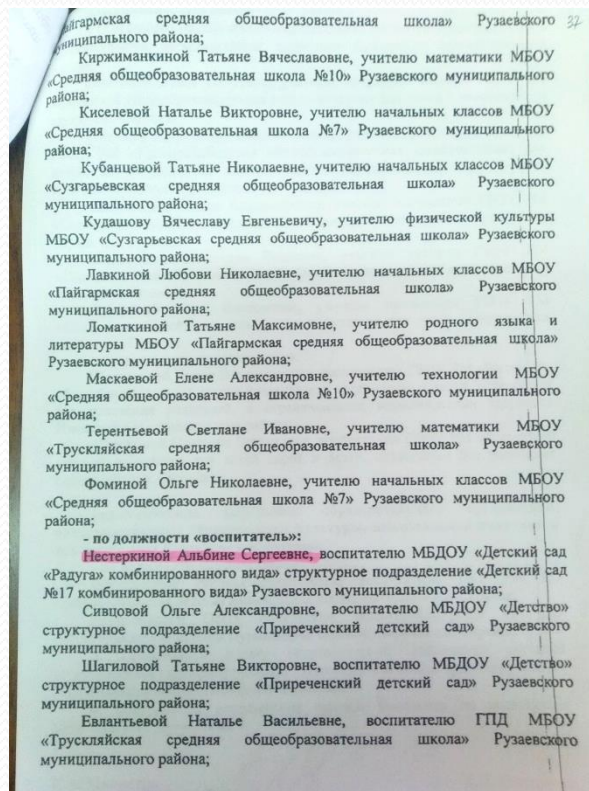 Пайгармская средняя общеобразовательная школа» Рузаевского 37
муниципального района;
Киржиманкиной Татьяне Вячеславовне, учителю математики МБОУ
«Средняя общеобразовательная школа №10» Рузаевского муниципального
района;
Киселевой Наталье Викторовне, учителю начальных классов МБОУ
«Средняя общеобразовательная школа №7» Рузаевского муниципального
района;
Кубанцевой Татьяне Николаевне, учителю начальных классов МБОУ
«Сузгарьевская средняя общеобразовательная школа» Рузаевского
муниципального района;
Кудашову Вячеславу Евгеньевичу, учителю физической культуры
МБОУ «Сузгарьевская средняя общеобразовательная школа» Рузаевского
муниципального района;
Лавкиной Любови Николаевне, учителю начальных классов МБОУ
«Пайгармская средняя общеобразовательная школа» Рузаевского
муниципального района;
Ломаткиной Татьяне Максимовне, учителю родного языка и
литературы МБОУ «Пайгармская средняя общеобразовательная школа»
Рузаевского муниципального района;
Маскаевой Елене Александровне, учителю технологии МБОУ
«Средняя общеобразовательная школа №10» Рузаевского муниципального
района;
Терентьевой Светлане Ивановне, учителю математики МБОУ
«Трускляйская средняя общеобразовательная школа» Рузаевского
муниципального района;
Фоминой Ольге Николаевне, учителю начальных классов МБОУ
«Средняя общеобразовательная школа №7» Рузаевского муниципального
района;
- по должности «воспитатель»:
Нестеркиной Альбине Сергеевне, воспитателю МБДОУ «Детский сад
«Радуга» комбинированного вида» структурное подразделение «Детский сад
№17 комбинированного вида» Рузаевского муниципального района;
Сивцовой Ольге Александровне, воспитателю МБДОУ «Детство»
структурное подразделение «Приреченский детский сад» Рузаевского
муниципального района;
Шагиловой Татьяне Викторовне, воспитателю МБДОУ «Детство»
структурное подразделение «Приреченский детский сад» Рузаевского
муниципального района;
Евлантьевой Наталье Васильевне, воспитателю ГПД МБОУ
«Трускляйская средняя общеобразовательная школа» Рузаевского
муниципального района;